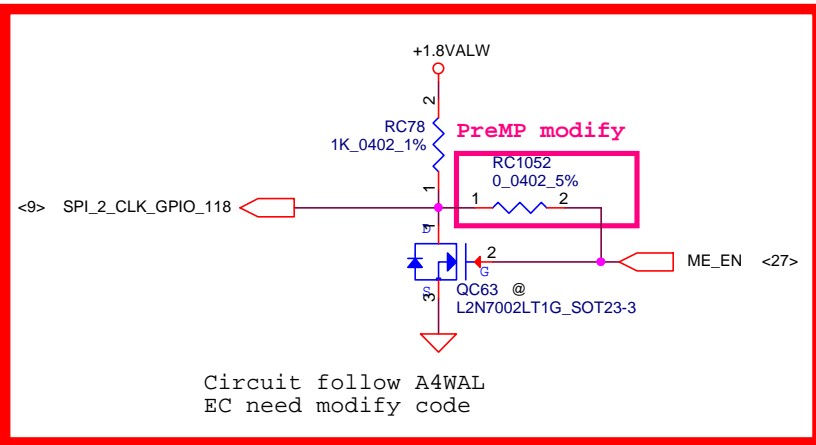 +1.8VALW
2
RC78
1K_0402_1%
PreMP modify
RC1052
0_0402_5%
1
1
2
<9> SPI_2_CLK_GPIO_118
1
D
2
G
ME_EN <27>
S
3
QC63 @
L2N7002LT1G_SOT23-3
Circuit follow A4WAL
EC need modify code